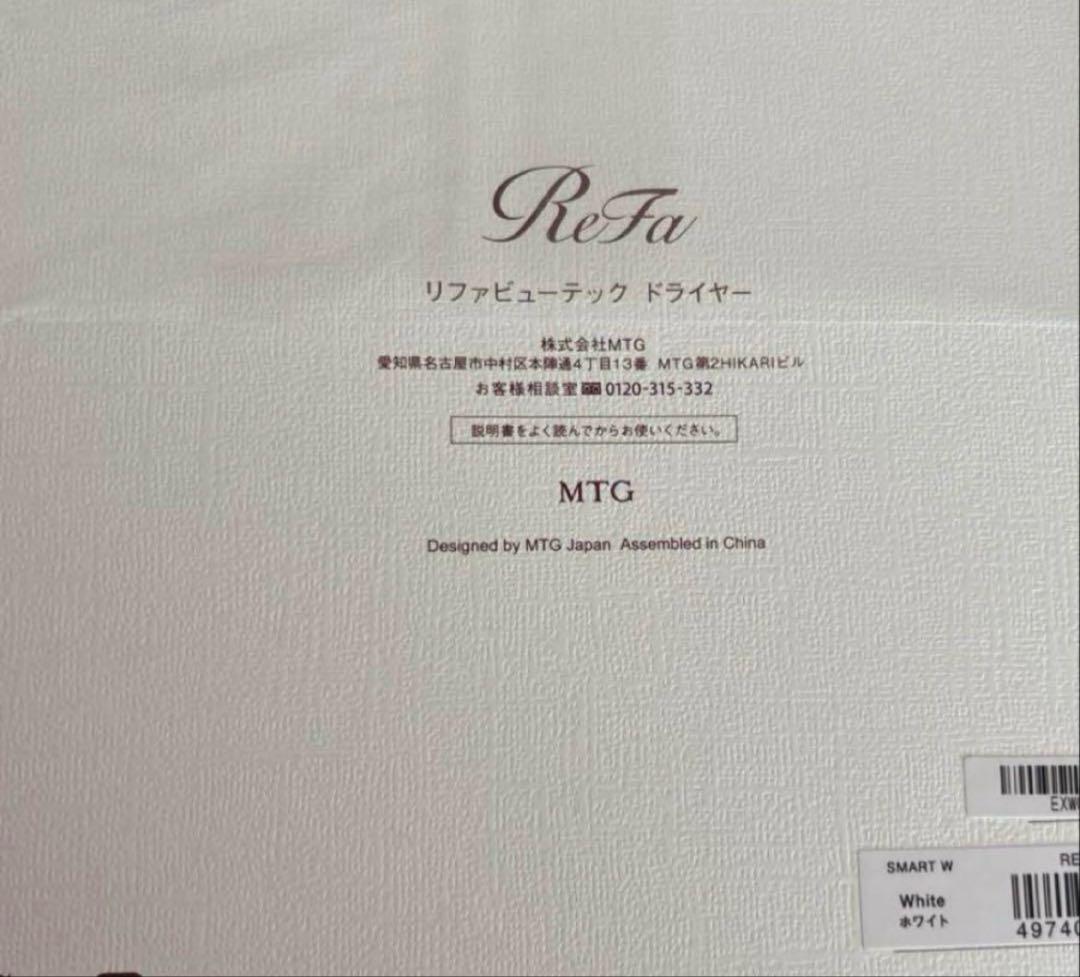 ReFa
リファビューテック ドライヤー
株式会社MTG
愛知県名古屋市中村区本陣通4丁目13番 MTG第2HIKARIビル
お客様相談室 0120-315-332
説明書をよく読んでからお使いください。
MTG
Designed by MTG Japan Assembled in China
EXW
SMART W
RE
White
ホワイト
4974